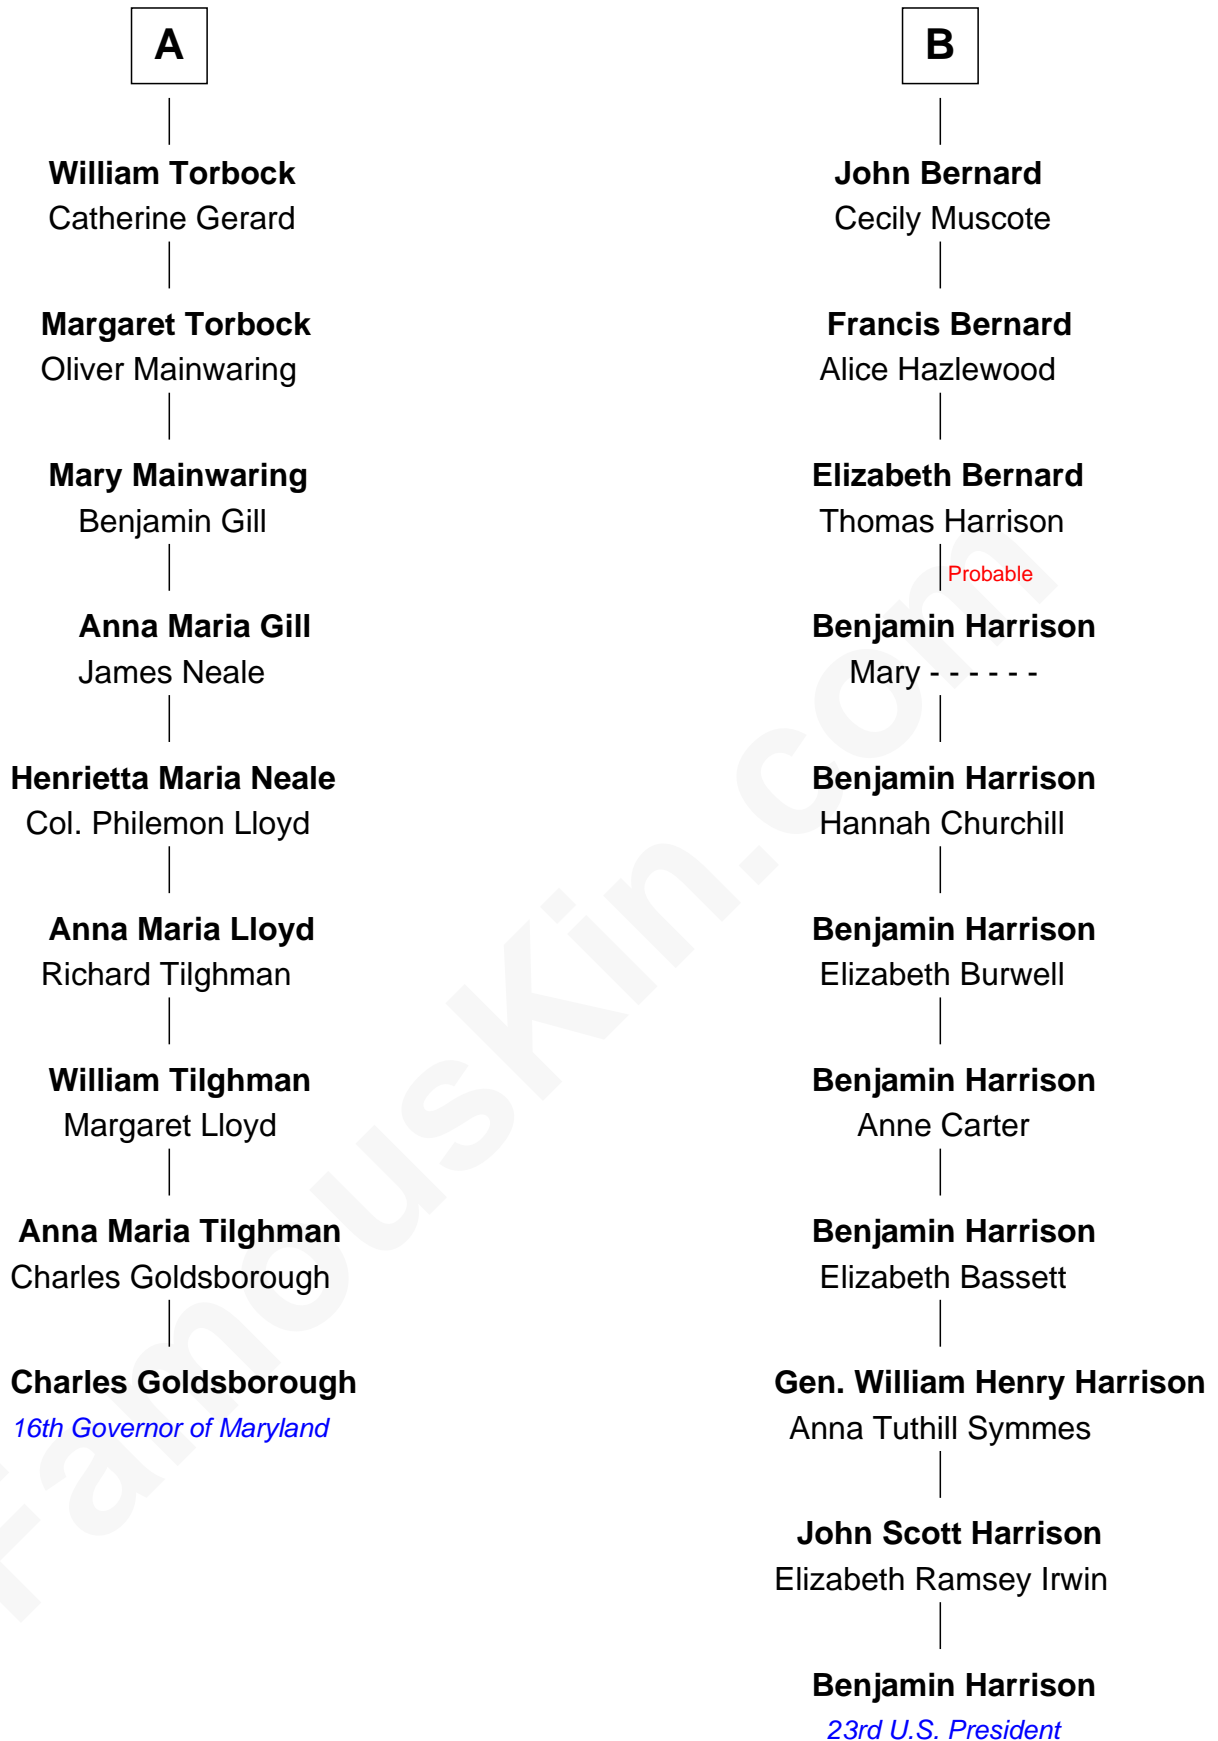 A
William Torbock
Catherine Gerard
Margaret Torbock
Oliver Mainwaring
Mary Mainwaring
Benjamin Gill
Anna Maria Gill
James Neale
Henrietta Maria Neale
Col. Philemon Lloyd
Anna Maria Lloyd
Richard Tilghman
William Tilghman
Margaret Lloyd
Anna Maria Tilghman
Charles Goldsborough
Charles Goldsborough
16th Governor of Maryland
B
John Bernard
Cecily Muscote
Francis Bernard
Alice Hazlewood
Elizabeth Bernard
Thomas Harrison
Probable
Benjamin Harrison
Mary - - - - - -
Benjamin Harrison
Hannah Churchill
Benjamin Harrison
Elizabeth Burwell
Benjamin Harrison
Anne Carter
Benjamin Harrison
Elizabeth Bassett
Gen. William Henry Harrison
Anna Tuthill Symmes
John Scott Harrison
Elizabeth Ramsey Irwin
Benjamin Harrison
23rd U.S. President
FamousKin.com